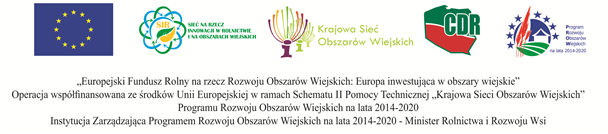 SIR
SIEĆ NA RZECZ
INNOWACJI W ROLNICTWIE
I NA OBSZARACH WIEJSKICH
Krajowa Sieć
Obszarów Wiejskich
CDR
Program
Rozwoju
Obszarów
Wiejskich
na lata 2014-2020
„Europejski Fundusz Rolny na rzecz Rozwoju Obszarów Wiejskich: Europa inwestująca w obszary wiejskie”
Operacja współfinansowana ze środków Unii Europejskiej w ramach Schematu II Pomocy Technicznej „Krajowa Sieci Obszarów Wiejskich”
Programu Rozwoju Obszarów Wiejskich na lata 2014-2020
Instytucja Zarządzająca Programem Rozwoju Obszarów Wiejskich na lata 2014-2020 - Minister Rolnictwa i Rozwoju Wsi